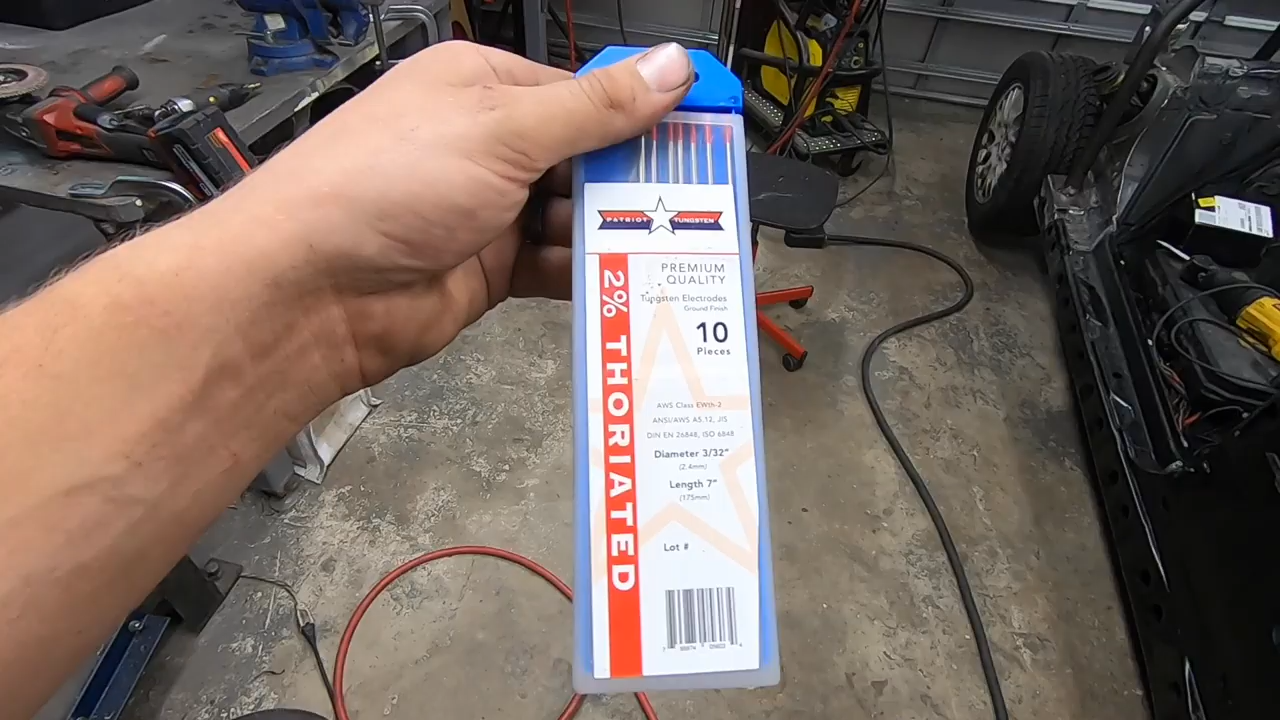 PATRIOT TUNGSTEN
2% THORIATED
PREMIUM
QUALITY
Tungsten Electrodes
Ground Finish
10
Pieces
AWS Class EWth-2
ANSI/AWS A5.12, JIS
DIN EN 26848, ISO 6848
Diameter 3/32"
(2.4mm)
Length 7"
(175mm)
Lot #